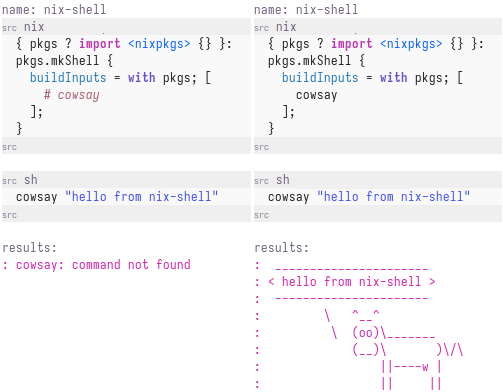 name: nix-shell
src nix
{ pkgs ? import <nixpkgs> {} }:
pkgs.mkShell {
  buildInputs = with pkgs; [
    # cowsay
  ];
}
src
src sh
cowsay "hello from nix-shell"
src
results:
: cowsay: command not found
name: nix-shell
src nix
{ pkgs ? import <nixpkgs> {} }:
pkgs.mkShell {
  buildInputs = with pkgs; [
    cowsay
  ];
}
src
src sh
cowsay "hello from nix-shell"
src
results:
:  ______________________
: < hello from nix-shell >
:  ----------------------
:         \   ^__^
:          \  (oo)\_______
:             (__)\       )\/\
:                 ||----w |
:                 ||     ||